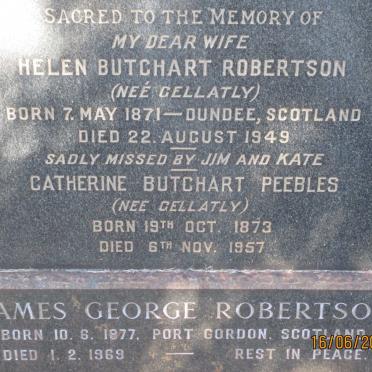 SACRED TO THE MEMORY OF
MY DEAR WIFE
HELEN BUTCHART ROBERTSON
(NEÉ GELLATLY)
BORN 7. MAY 1871 — DUNDEE, SCOTLAND
DIED 22. AUGUST 1949
SADLY MISSED BY JIM AND KATE
CATHERINE BUTCHART PEEBLES
(NEE GELLATLY)
BORN 19TH OCT. 1873
DIED 6TH NOV. 1957
AMES GEORGE ROBERTSO
BORN 10. 6. 1877, PORT GORDON, SCOTLAND
DIED 1. 2. 1969 — REST IN PEACE.
16/06/20